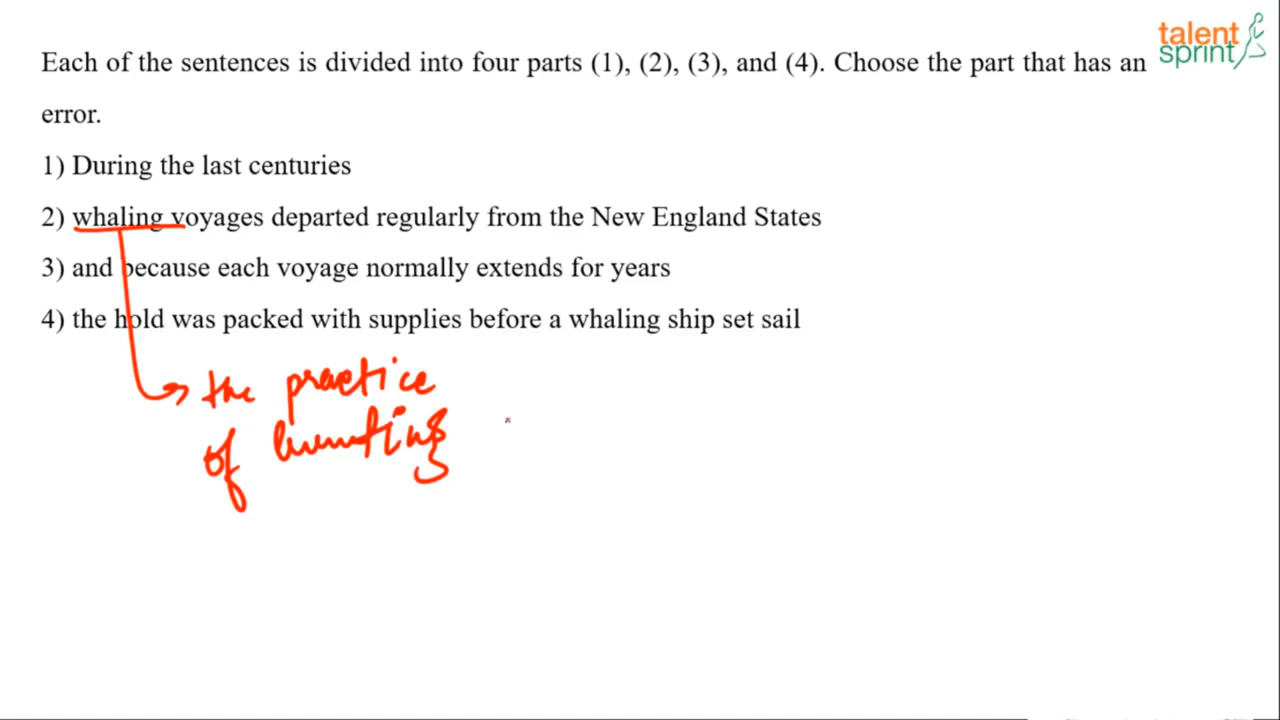 talent
sprint
Each of the sentences is divided into four parts (1), (2), (3), and (4). Choose the part that has an
error.
1) During the last centuries
2) whaling voyages departed regularly from the New England States
3) and because each voyage normally extends for years
4) the hold was packed with supplies before a whaling ship set sail
the practice
of hunting